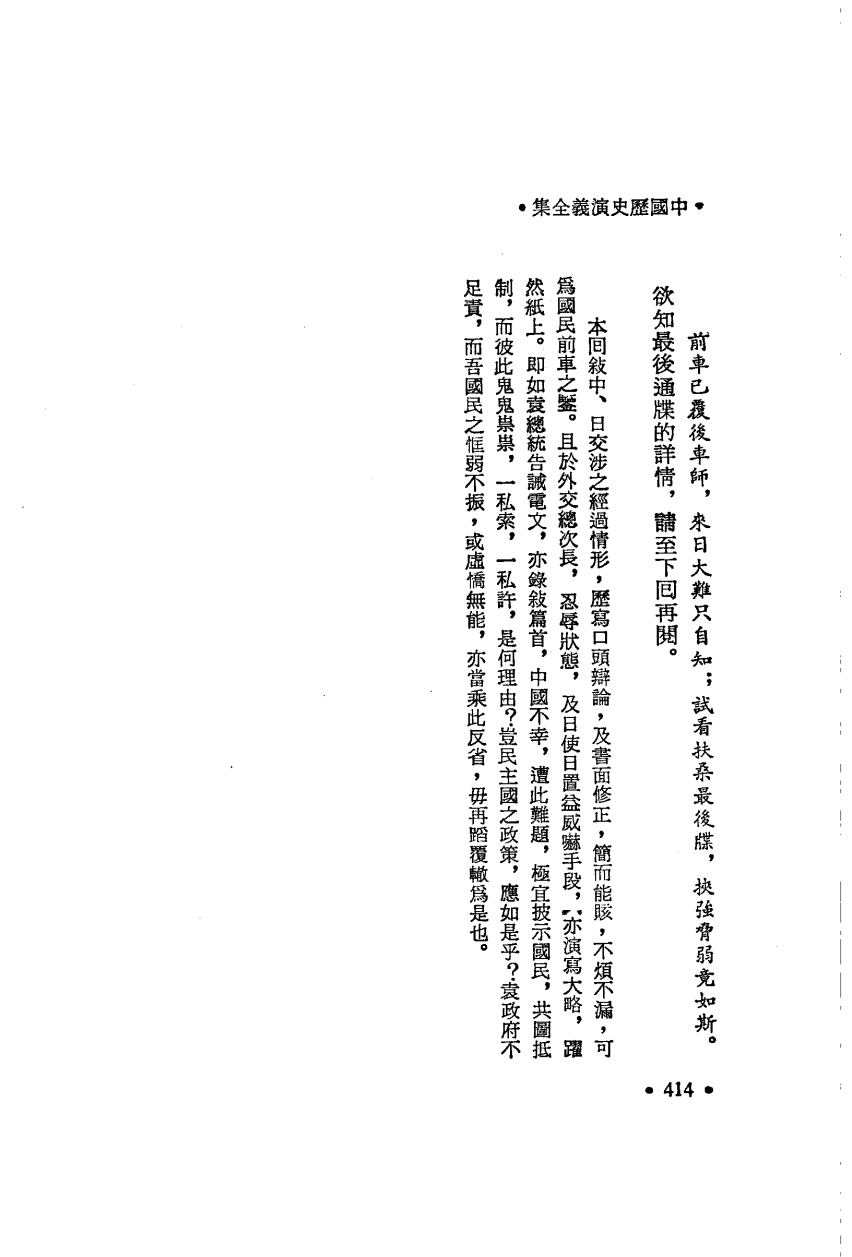 •中國歷史演義全集•
前車已覆後車師，來日大難只自知；試看扶桑最後牒，挾強脅弱竟如斯。
欲知最後通牒的詳情，請至下囘再閱。
本囘敍中、日交涉之經過情形，歷寫口頭辯論，及書面修正，簡而能賅，不煩不漏，可
爲國民前車之鑒。且於外交總次長，忍辱狀態，及日使日置益威嚇手段，亦演寫大略，躍
然紙上。即如袁總統告誡電文，亦錄敍篇首，中國不幸，遭此難題，極宜披示國民，共圖抵
制，而彼此鬼鬼祟祟，一私索，一私許，是何理由？豈民主國之政策，應如是乎？袁政府不
足責，而吾國民之恇弱不振，或虛憍無能，亦當乘此反省，毋再蹈覆轍爲是也。
• 414 •